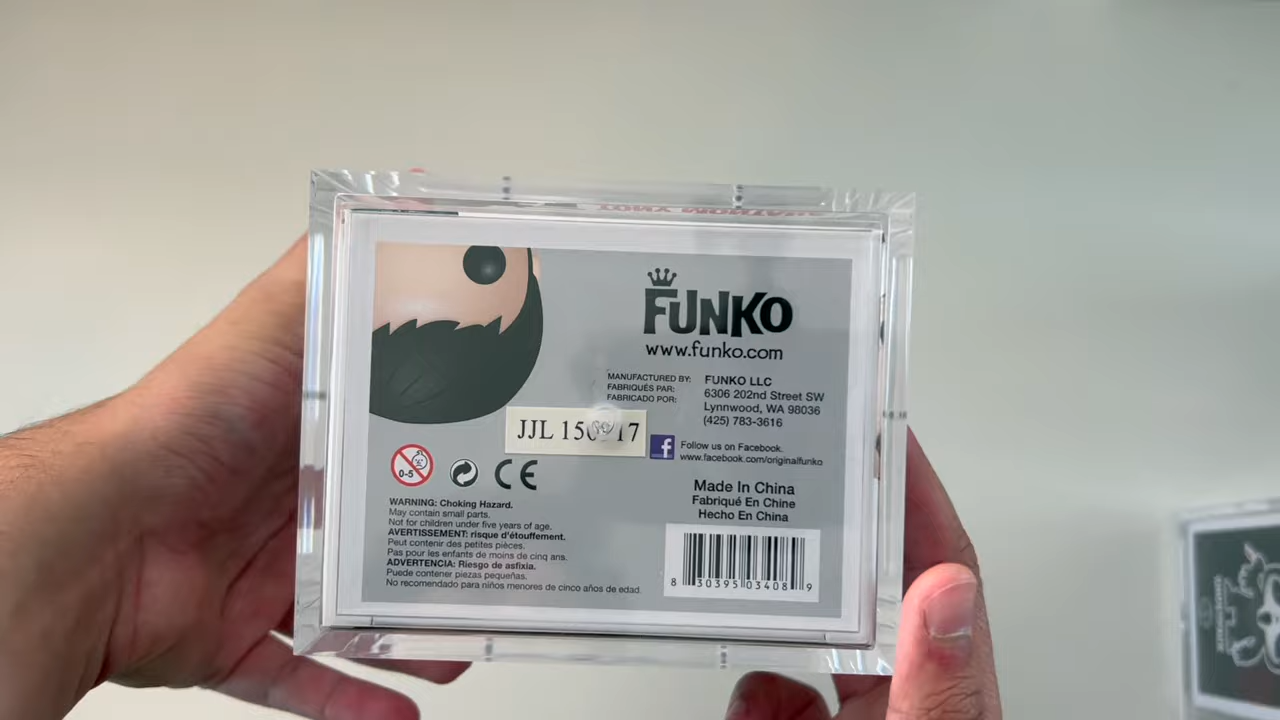 FUNKO
www.funko.com
MANUFACTURED BY:
FABRIQUÉS PAR:
FABRICADO POR:
FUNKO LLC
6306 202nd Street SW
Lynnwood, WA 98036
(425) 783-3616
JJL
f
Follow us on Facebook.
www.facebook.com/originalfunko
0-5
CE
Made In China
Fabriqué En Chine
Hecho En China
WARNING: Choking Hazard.
May contain small parts.
Not for children under five years of age.
AVERTISSEMENT: risque d'étouffement.
Peut contenir des petites pièces.
Pas pour les enfants de moins de cinq ans.
ADVERTENCIA: Riesgo de asfixia.
Puede contener piezas pequeñas.
No recomendado para niños menores de cinco años de edad.
8 30395 03408 9